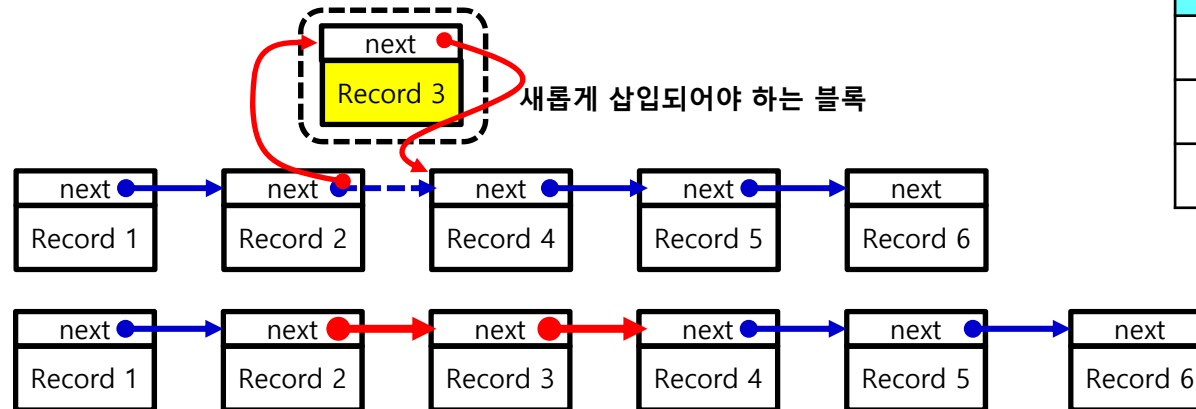 next
Record 3
새롭게 삽입되어야 하는 블록
next next next next next
Record 1 Record 2 Record 4 Record 5 Record 6
next next next next next next
Record 1 Record 2 Record 3 Record 4 Record 5 Record 6